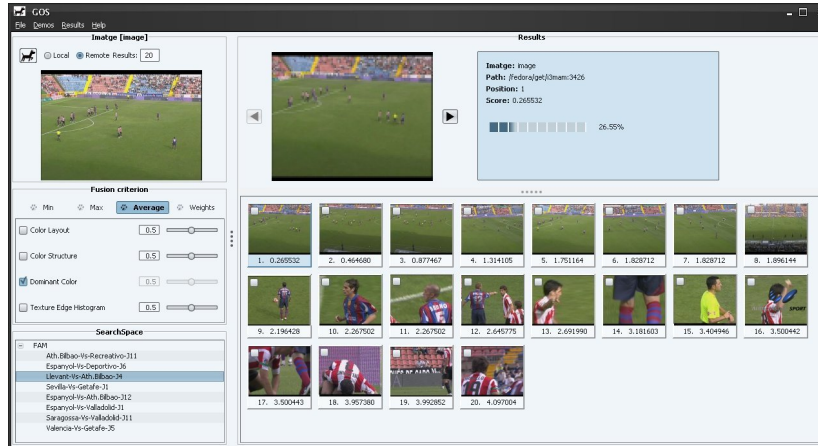 GOS
File Demos Results Help
Imatge [image]
Local Remote Results: 20
Fusion criterion
Min Max Average Weights
Color Layout 0.5
Color Structure 0.5
Dominant Color 0.5
Texture Edge Histogram 0.5
SearchSpace
FAM
Ath.Bilbao-Vs-Recreativo-J11
Espanyol-Vs-Deportivo-J6
Llevant-Vs-Ath.Bilbao-J4
Sevilla-Vs-Getafe-J1
Espanyol-Vs-Ath.Bilbao-J12
Espanyol-Vs-Valladolid-J1
Saragossa-Vs-Valladolid-J11
Valencia-Vs-Getafe-J5
Results
Imatge: image
Path: /fedora/get/i3mam:3426
Position: 1
Score: 0.265532
26.55%
1. 0.265532 2. 0.464680 3. 0.877467 4. 1.314105 5. 1.751164 6. 1.828712 7. 1.828712 8. 1.896144
9. 2.196428 10. 2.267502 11. 2.267502 12. 2.645775 13. 2.691990 14. 3.181603 15. 3.404946 16. 3.500442
17. 3.500443 18. 3.957380 19. 3.992852 20. 4.097004